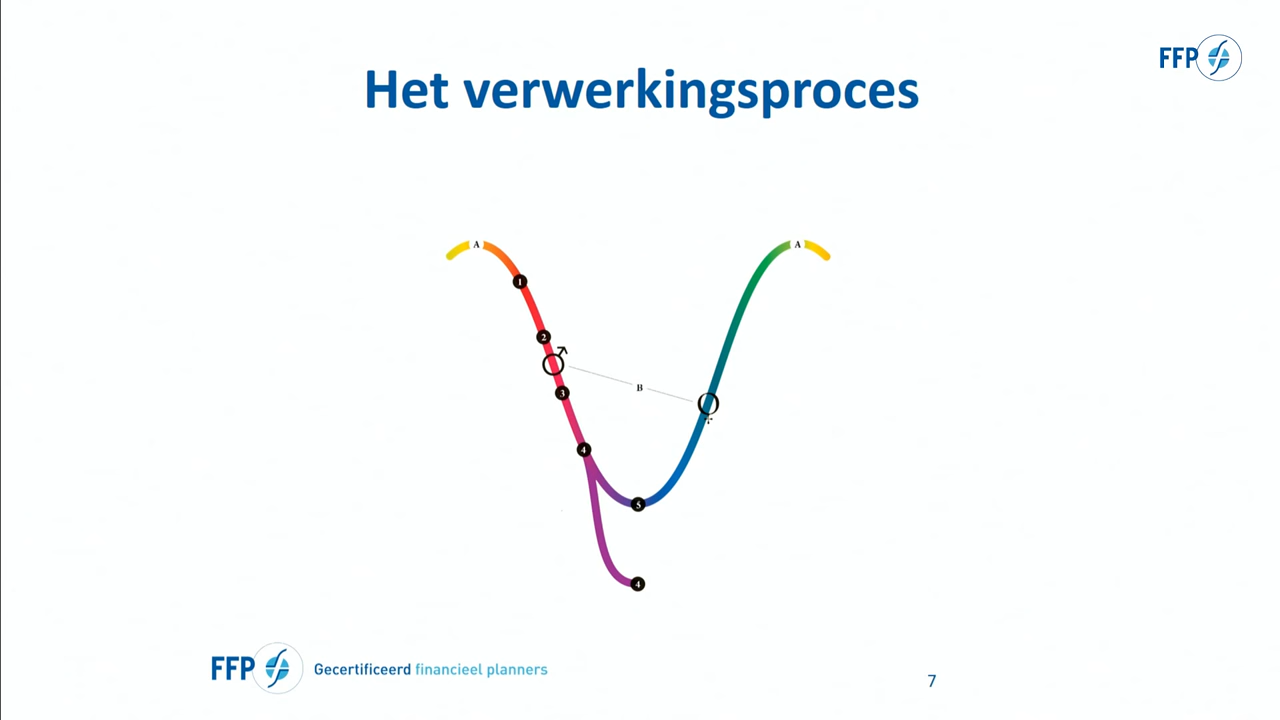 FFP
Het verwerkingsproces
A
A
1
2
B
3
4
5
4
FFP
Gecertificeerd financieel planners
7